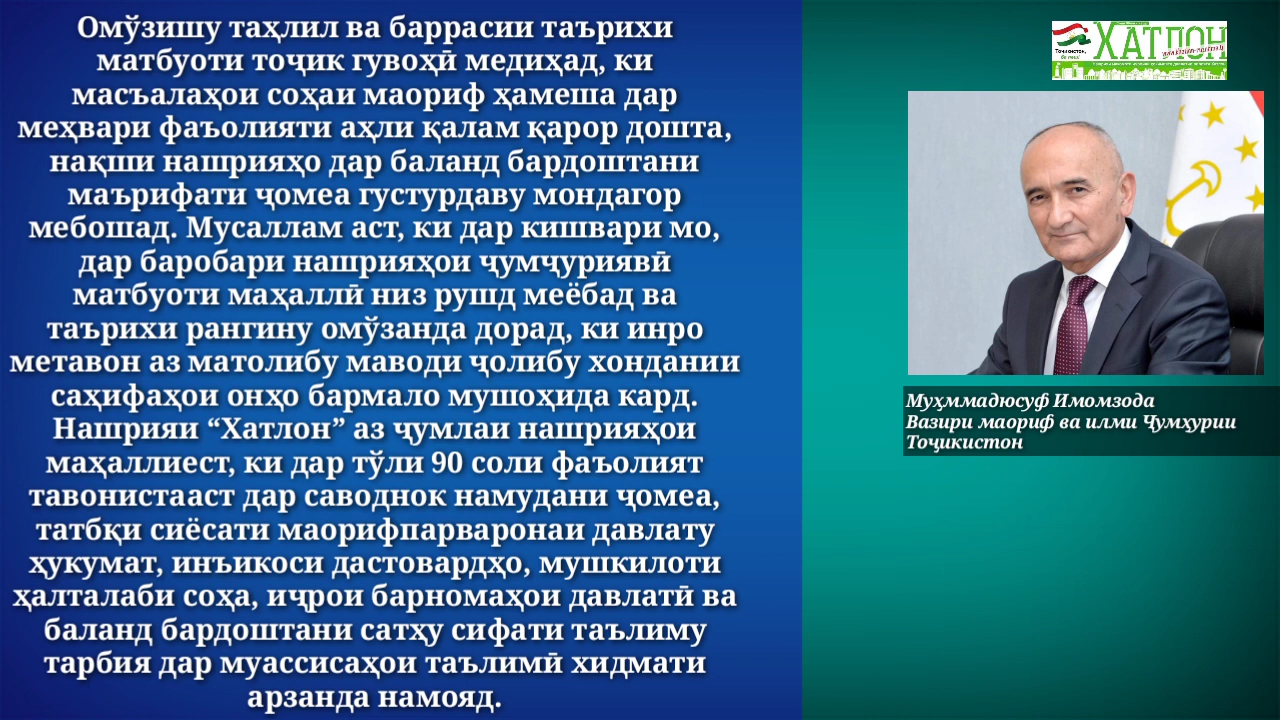 Омӯзишу таҳлил ва баррасии таърихи
матбуоти тоҷик гувоҳӣ медиҳад, ки
масъалаҳои соҳаи маориф ҳамеша дар
меҳвари фаъолияти аҳли қалам қарор дошта,
нақши нашрияҳо дар баланд бардоштани
маърифати ҷомеа густурдаву мондагор
мебошад. Мусаллам аст, ки дар кишвари мо,
дар баробари нашрияҳои ҷумҷуриявӣ
матбуоти маҳаллӣ низ рушд меёбад ва
таърихи рангину омӯзанда дорад, ки инро
метавон аз матолибу маводи ҷолибу хондании
саҳифаҳои онҳо бармало мушоҳида кард.
Нашрияи “Хатлон” аз ҷумлаи нашрияҳои
маҳаллиест, ки дар тӯли 90 соли фаъолият
тавонистааст дар саводнок намудани ҷомеа,
татбқи сиёсати маорифпарваронаи давлату
ҳукумат, инъикоси дастовардҳо, мушкилоти
ҳалталаби соҳа, иҷрои барномаҳои давлатӣ ва
баланд бардоштани сатҳу сифати таълиму
тарбия дар муассисаҳои таълимӣ хидмати
арзанда намояд.
ХАТЛОН
Тоҷикистон,
Муҳммадюсуф Имомзода
Вазири маориф ва илми Ҷумҳурии
Тоҷикистон